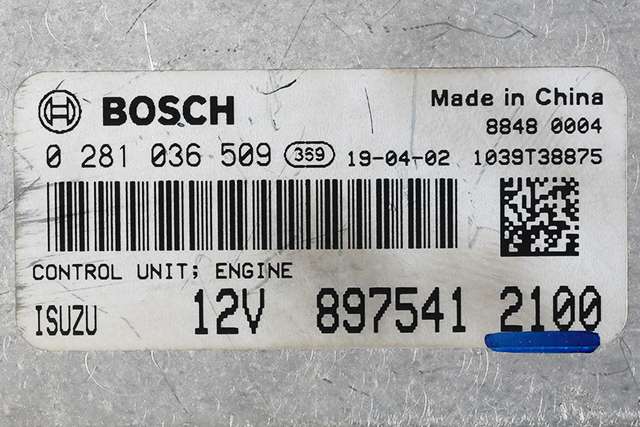 BOSCH
Made in China
8848 0004
0 281 036 509 359 19-04-02 1039T38875
CONTROL UNIT; ENGINE
ISUZU 12V 897541 2100